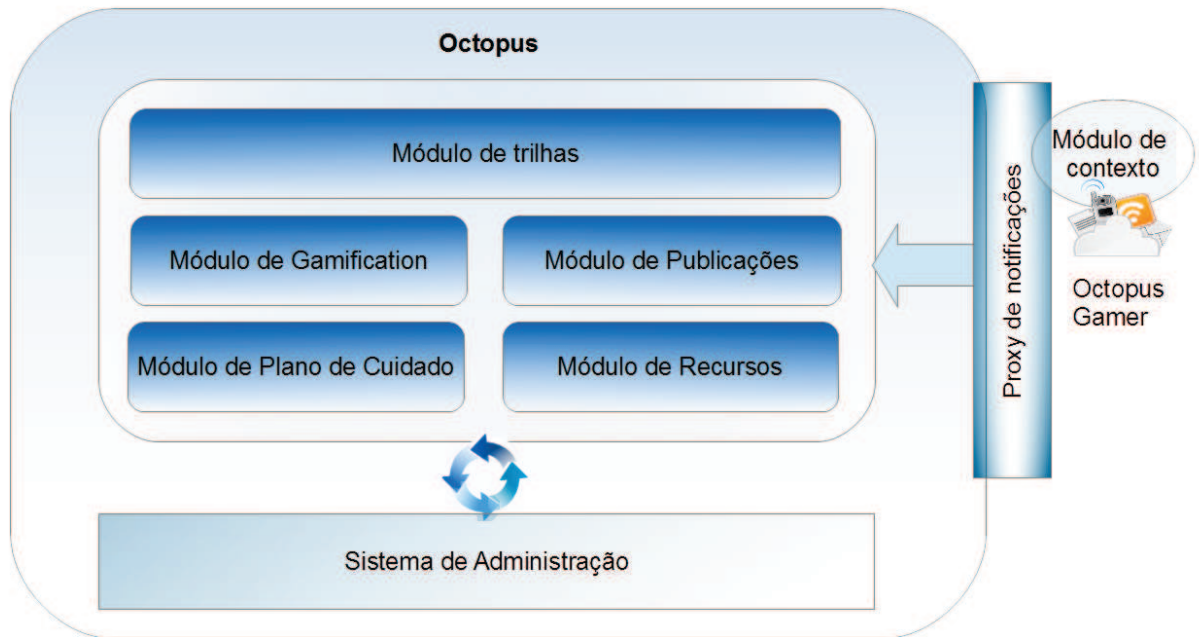 Octopus
Módulo de trilhas
Módulo de Gamification
Módulo de Publicações
Módulo de Plano de Cuidado
Módulo de Recursos
Sistema de Administração
Proxy de notificações
Módulo de
contexto
Octopus
Gamer